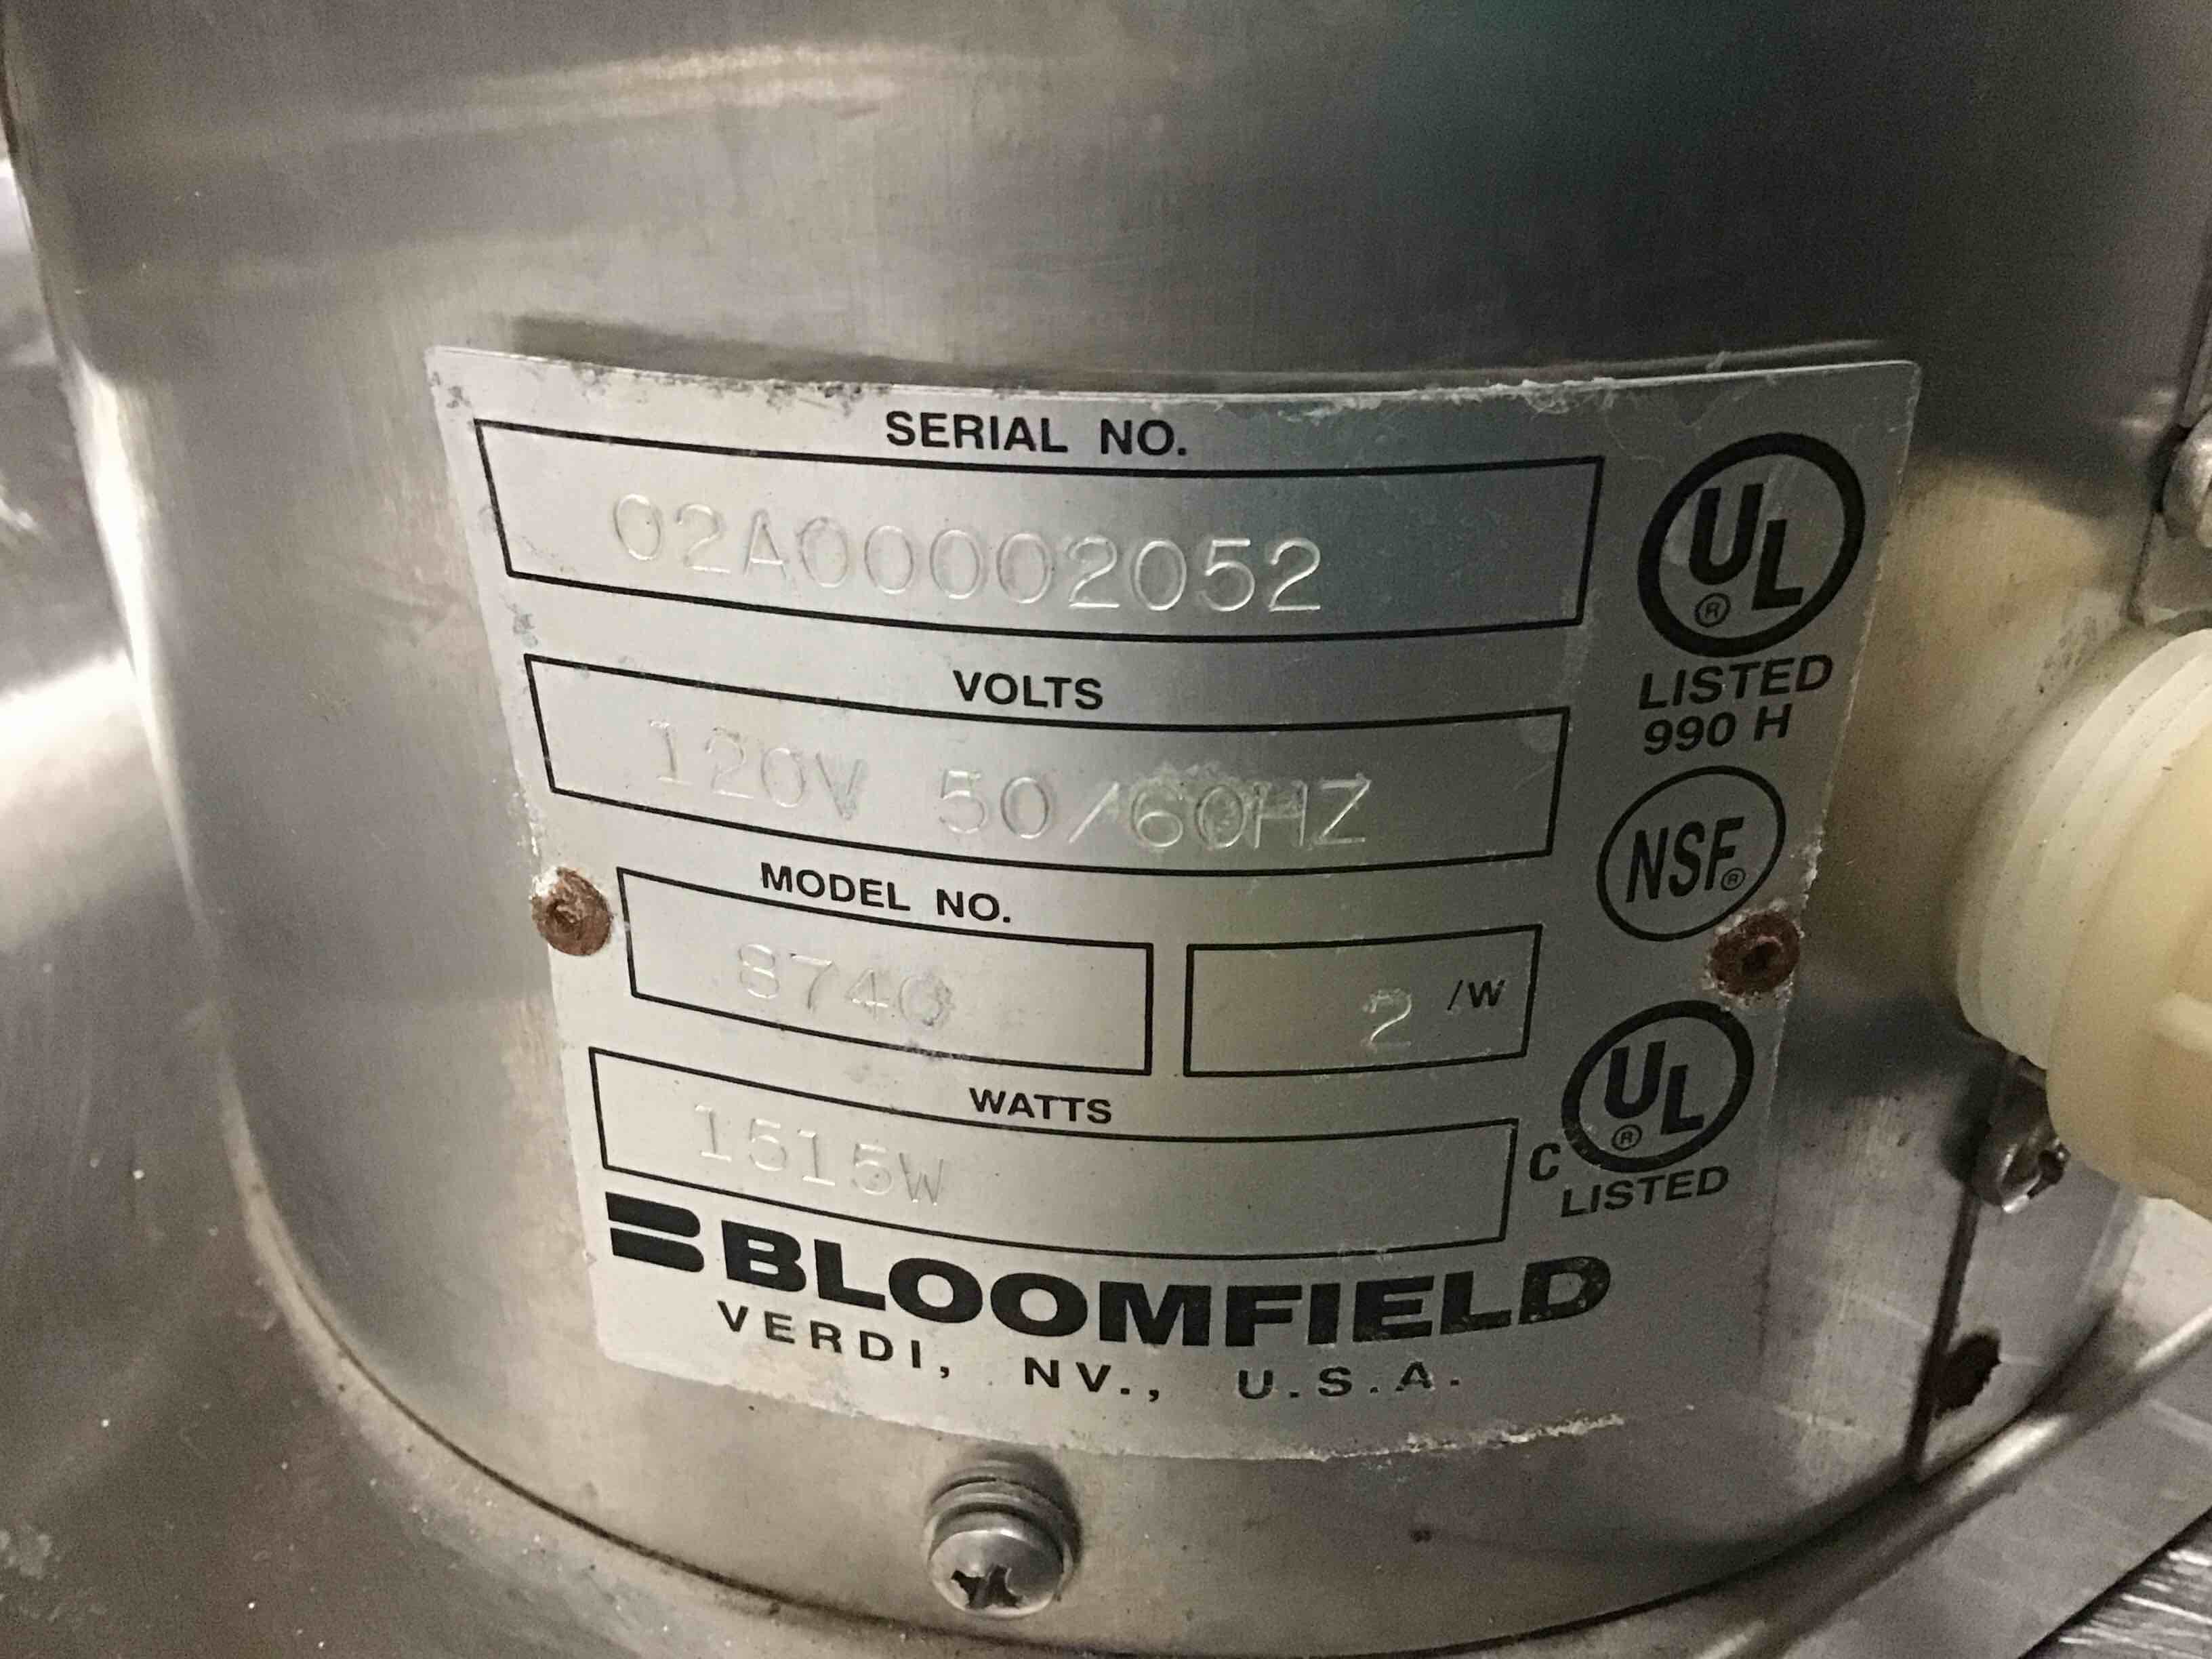 SERIAL NO.
02A00002052
VOLTS
120V 50/60HZ
MODEL NO.
8740
2 /W
WATTS
1515W
BLOOMFIELD
VERDI, NV., U.S.A.
UL
®
LISTED
990 H
NSF®
C UL
®
LISTED